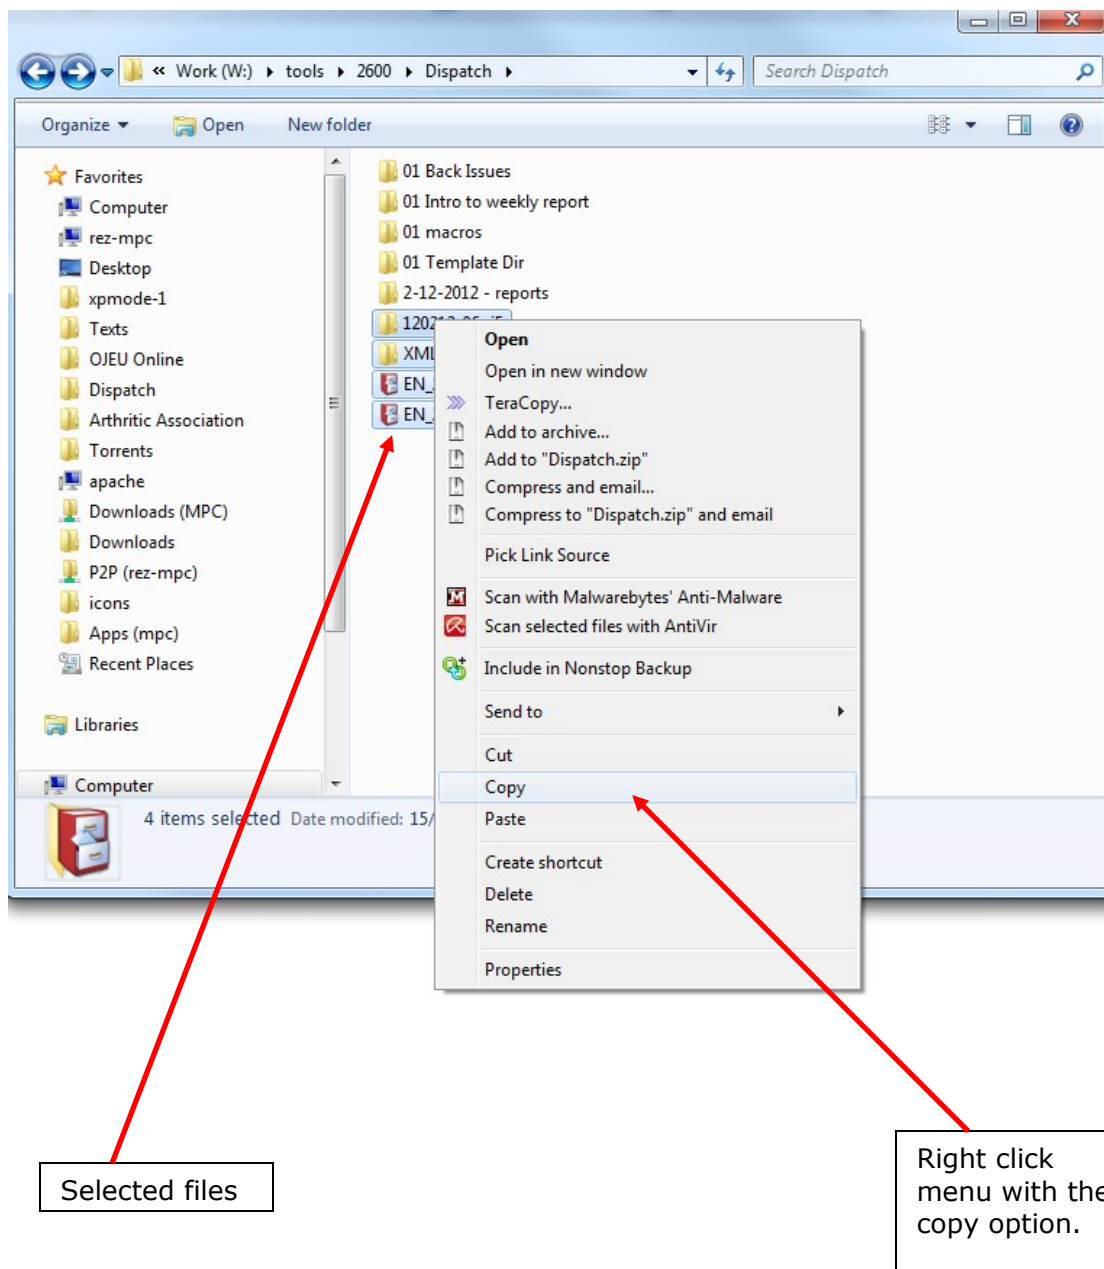 « Work (W:) ▸ tools ▸ 2600 ▸ Dispatch ▸
Search Dispatch
Organize Open New folder
Favorites
Computer
rez-mpc
Desktop
xpmode-1
Texts
OJEU Online
Dispatch
Arthritic Association
Torrents
apache
Downloads (MPC)
Downloads
P2P (rez-mpc)
icons
Apps (mpc)
Recent Places
Libraries
Computer
01 Back Issues
01 Intro to weekly report
01 macros
01 Template Dir
2-12-2012 - reports
XML
EN_
EN_
Open
Open in new window
TeraCopy...
Add to archive...
Add to "Dispatch.zip"
Compress and email...
Compress to "Dispatch.zip" and email
Pick Link Source
Scan with Malwarebytes' Anti-Malware
Scan selected files with AntiVir
Include in Nonstop Backup
Send to
Cut
Copy
Paste
Create shortcut
Delete
Rename
Properties
4 items selected Date modified: 15/
Selected files
Right click
menu with the
copy option.